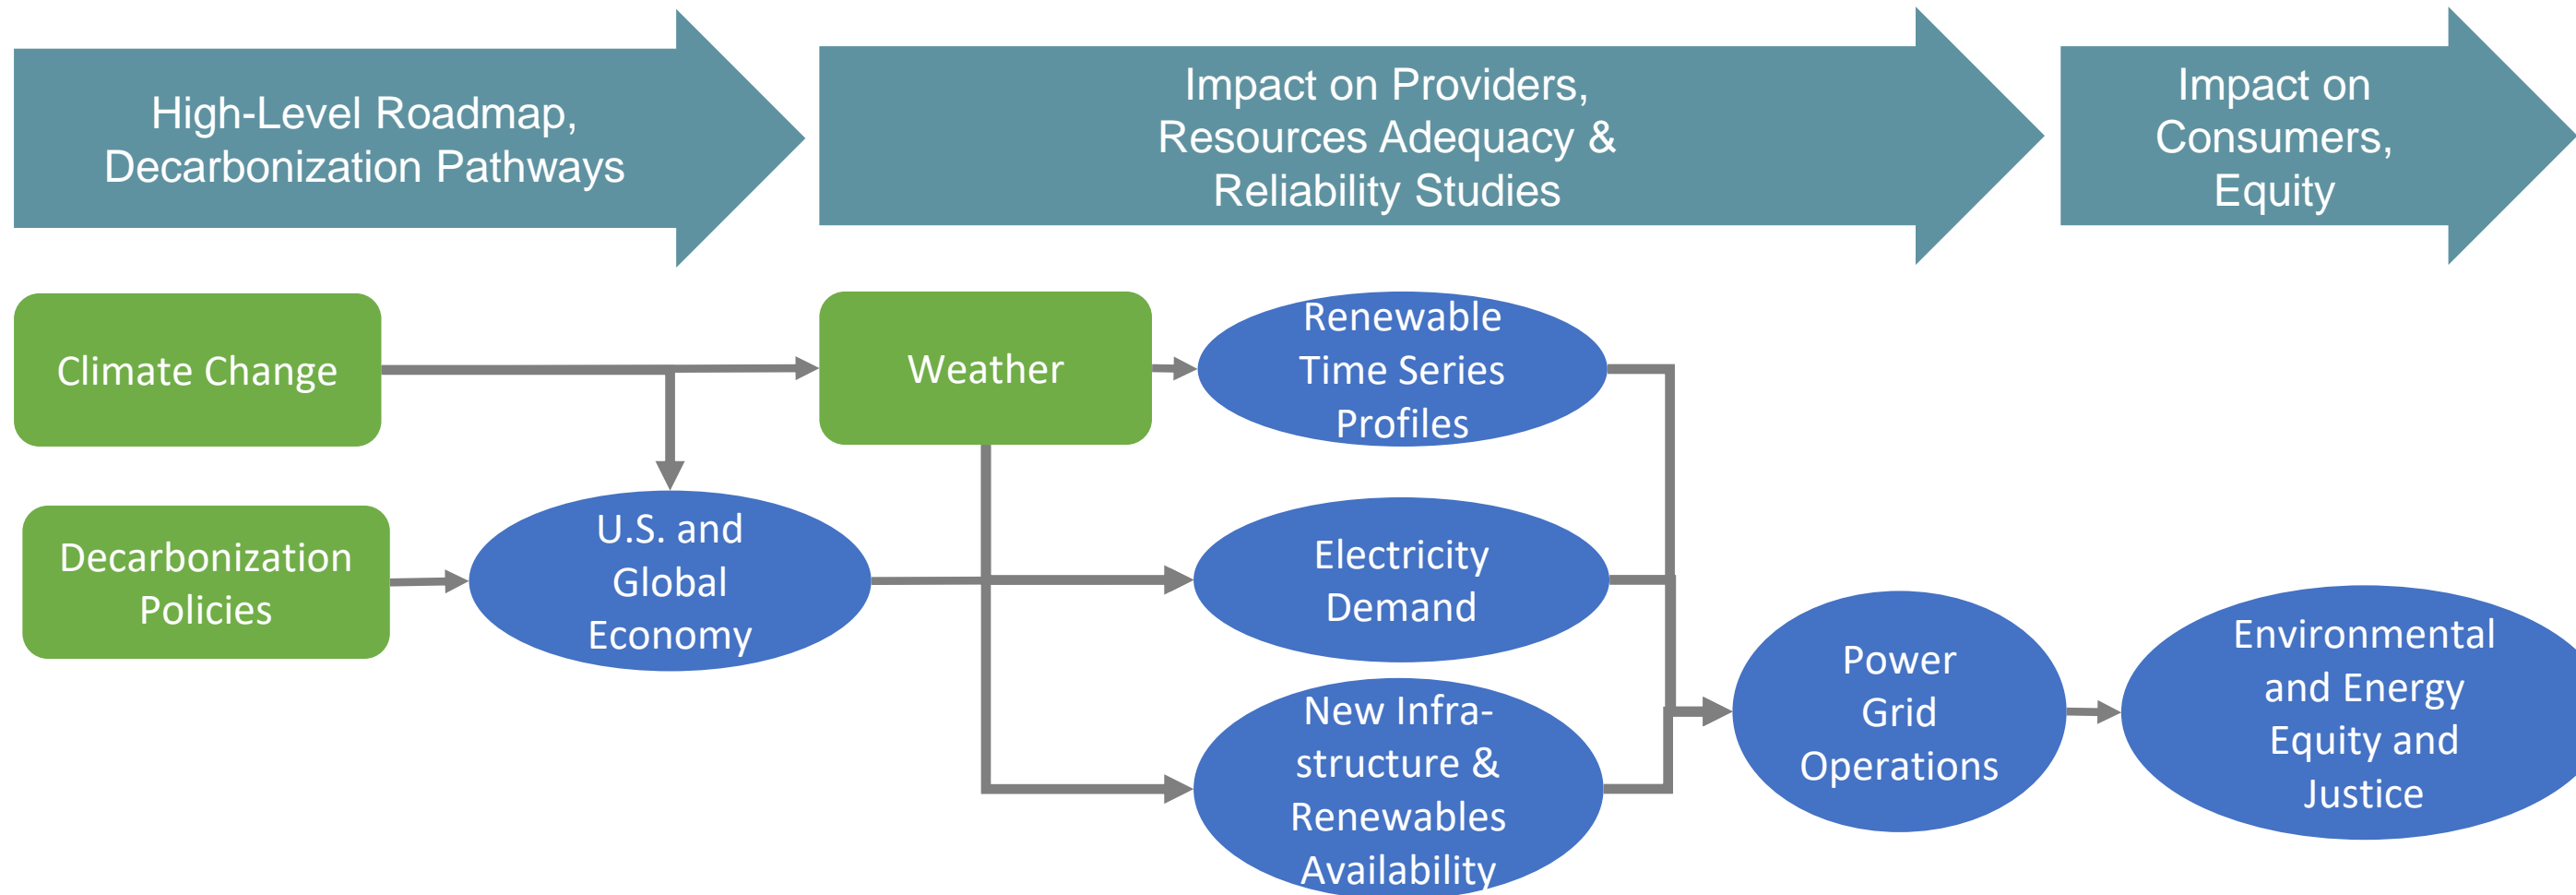 High-Level Roadmap,
Decarbonization Pathways
Impact on Providers,
Resources Adequacy &
Reliability Studies
Impact on
Consumers,
Equity
Climate Change
Weather
Renewable
Time Series
Profiles
Decarbonization
Policies
U.S. and
Global
Economy
Electricity
Demand
New Infra-
structure &
Renewables
Availability
Power
Grid
Operations
Environmental
and Energy
Equity and
Justice